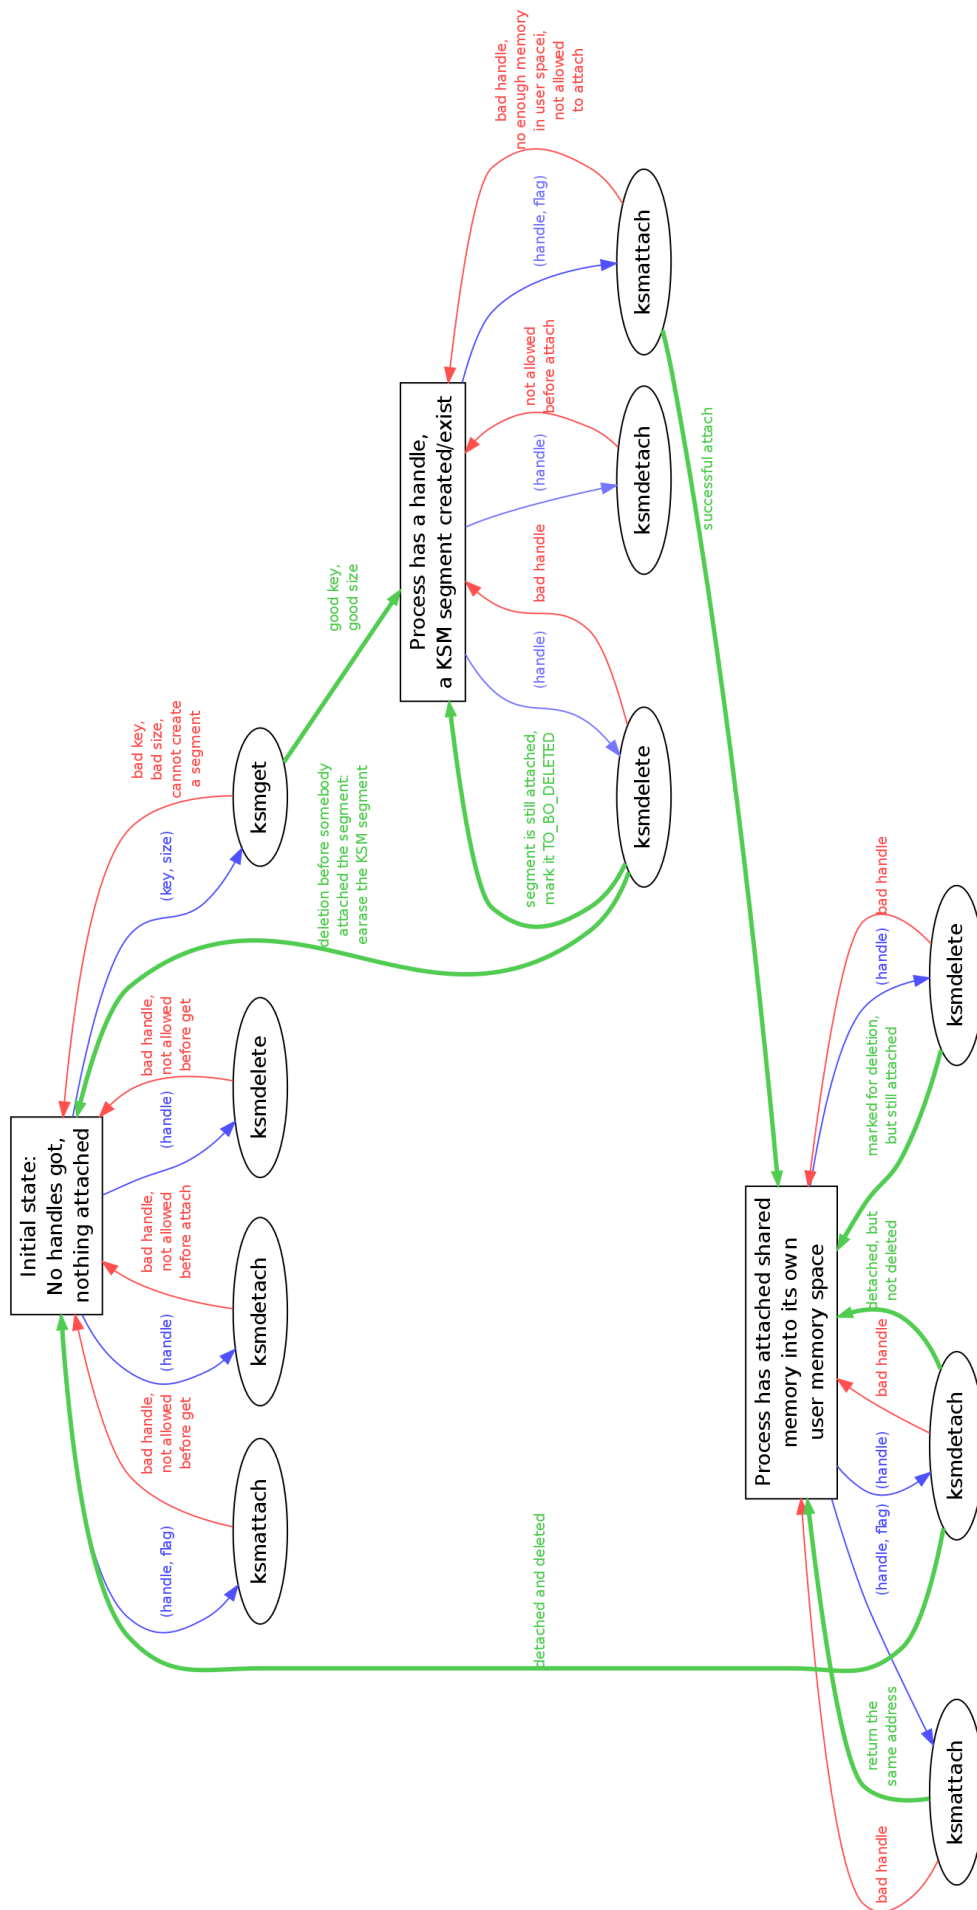 Initial state:
No handles got,
nothing attached
(handle, flag)
bad handle,
not allowed
before get
(handle)
bad handle,
not allowed
before attach
(handle)
bad handle,
not allowed
before get
(key, size)
bad key,
bad size,
cannot create
a segment
ksmattach
ksmdetach
ksmdelete
ksmget
deletion before somebody
attached the segment:
earase the KSM segment
good key,
good size
Process has a handle,
a KSM segment created/exist
detached and deleted
segment is still attached,
mark it TO_BO_DELETED
(handle)
bad handle
(handle)
not allowed
before attach
(handle, flag)
bad handle,
no enough memory
in user spacei,
not allowed
to attach
ksmdelete
ksmdetach
ksmattach
successful attach
Process has attached shared
memory into its own
user memory space
bad handle
return the
same address
(handle, flag)
(handle)
bad handle
detached, but
not deleted
marked for deletion,
but still attached
(handle)
bad handle
ksmattach
ksmdetach
ksmdelete